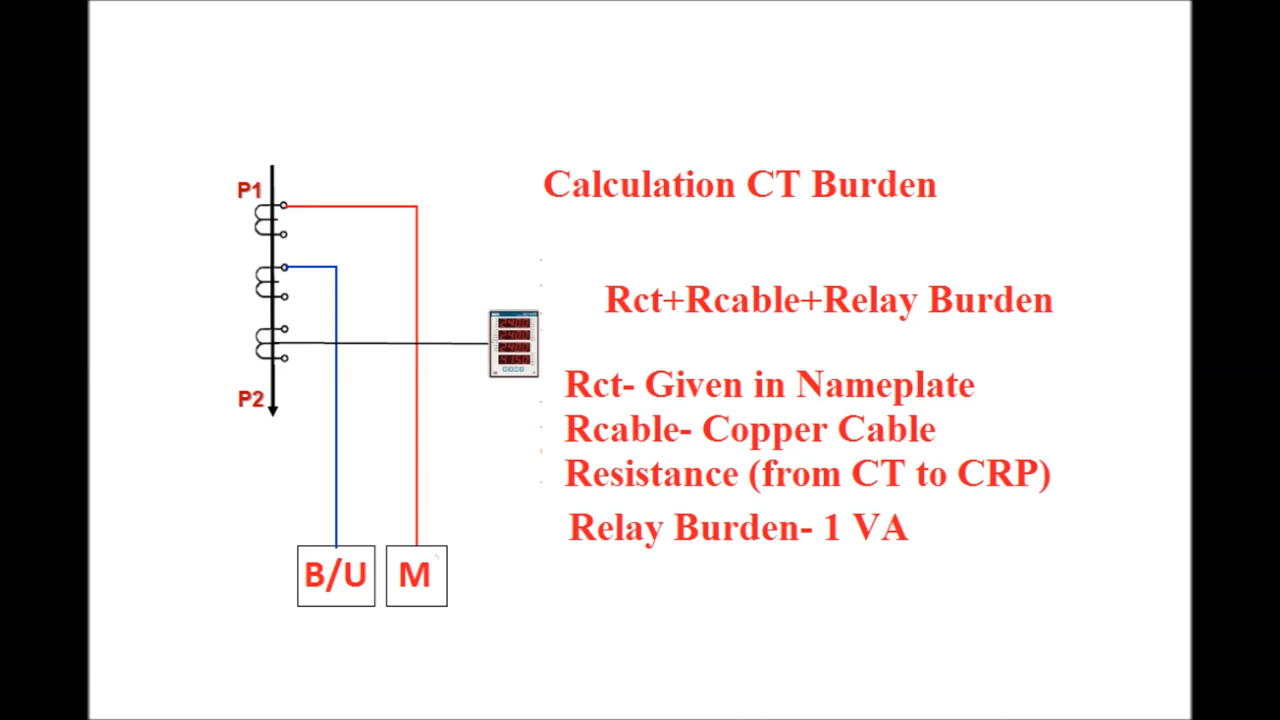 Calculation CT Burden
P1
Rct+Rcable+Relay Burden
Rct- Given in Nameplate
P2
Rcable- Copper Cable
Resistance (from CT to CRP)
Relay Burden- 1 VA
B/U
M